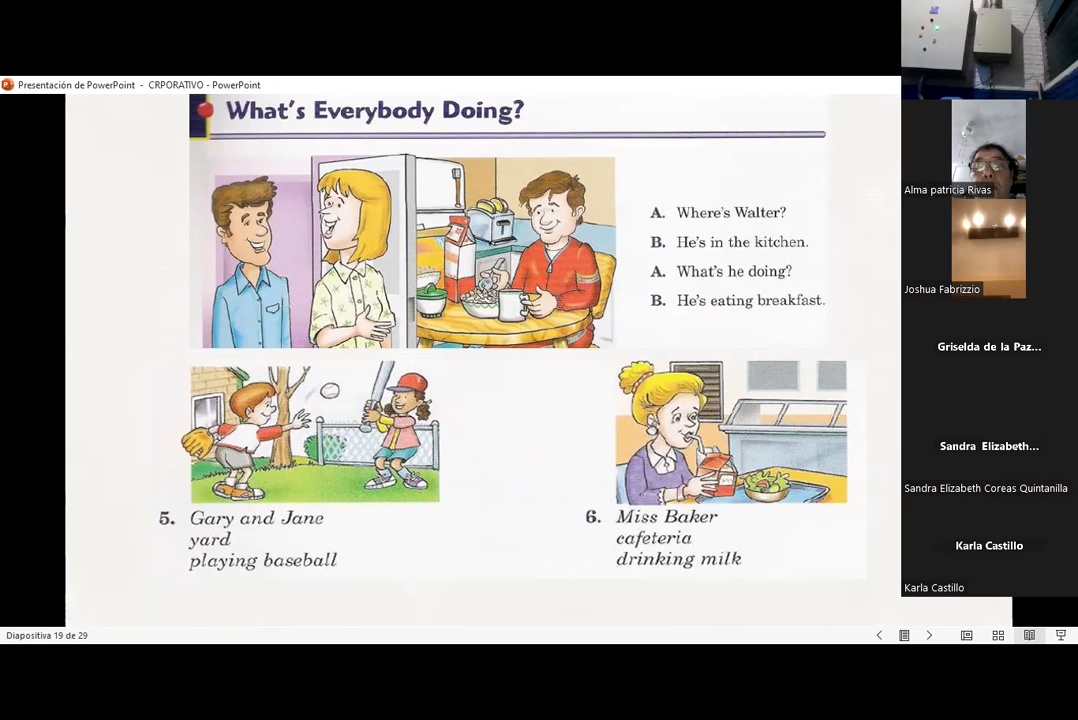 Presentación de PowerPoint - CRPORATIVO - PowerPoint
What's Everybody Doing?
A. Where's Walter?
B. He's in the kitchen.
A. What's he doing?
B. He's eating breakfast.
5. Gary and Jane
yard
playing baseball
6. Miss Baker
cafeteria
drinking milk
Diapositiva 19 de 29
Alma patricia Rivas
Joshua Fabrizzio
Griselda de la Paz...
Sandra Elizabeth...
Sandra Elizabeth Coreas Quintanilla
Karla Castillo
Karla Castillo